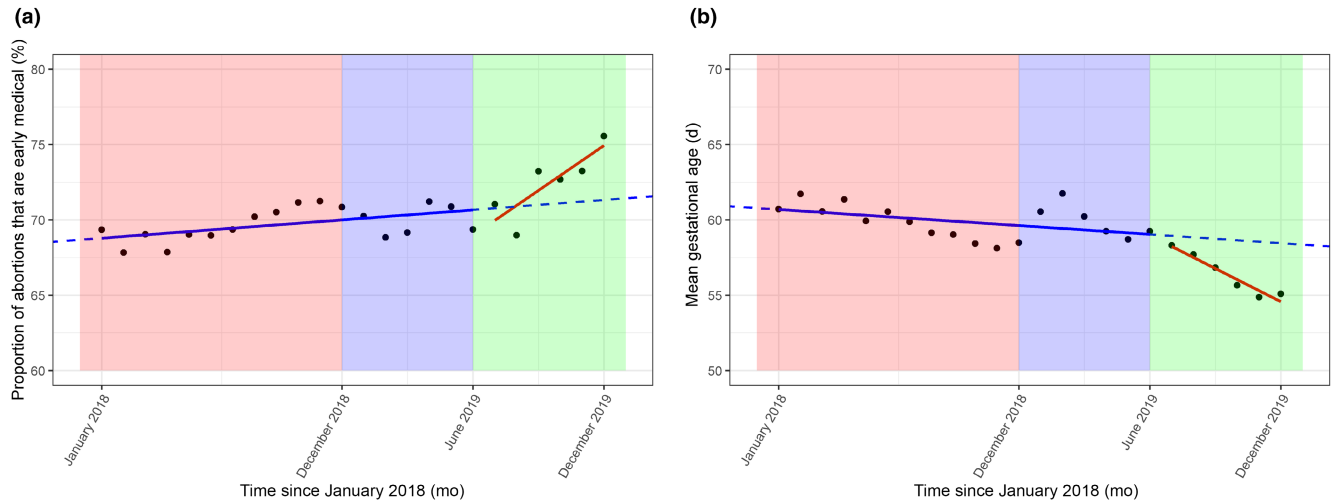 (a)
Proportion of abortions that are early medical (%)
80
75
70
65
60
January 2018
December 2018
June 2019
December 2019
Time since January 2018 (mo)
(b)
Mean gestational age (d)
70
65
60
55
50
January 2018
December 2018
June 2019
December 2019
Time since January 2018 (mo)